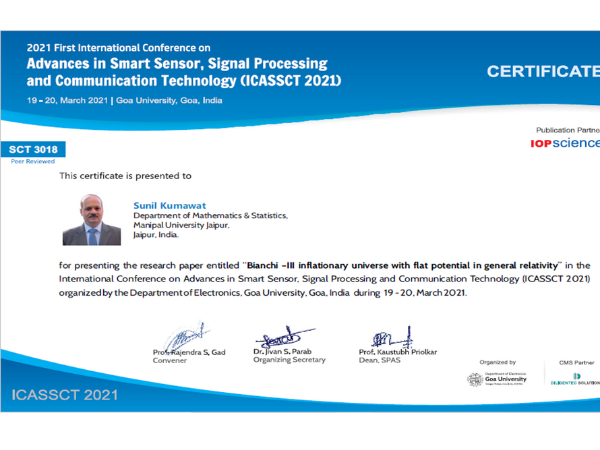 2021 First International Conference on
Advances in Smart Sensor, Signal Processing
and Communication Technology (ICASSCT 2021)
19 – 20, March 2021 | Goa University, Goa, India
CERTIFICATE
Publication Partne
IOPscience
SCT 3018
Peer Reviewed
This certificate is presented to
Sunil Kumawat
Department of Mathematics & Statistics,
Manipal University Jaipur,
Jaipur, India.
for presenting the research paper entitled "Bianchi –III inflationary universe with flat potential in general relativity" in the
International Conference on Advances in Smart Sensor, Signal Processing and Communication Technology (ICASSCT 2021)
organized by the Department of Electronics, Goa University, Goa, India during 19 - 20, March 2021.
Prof. Rajendra S, Gad
Convener
Dr. Jivan S. Parab
Organizing Secretary
Prof. Kaustubh Priolkar
Dean, SPAS
Organized by
Department of Electronics
Goa University
CMS Partner
DILIGENTEC SOLUTION
ICASSCT 2021